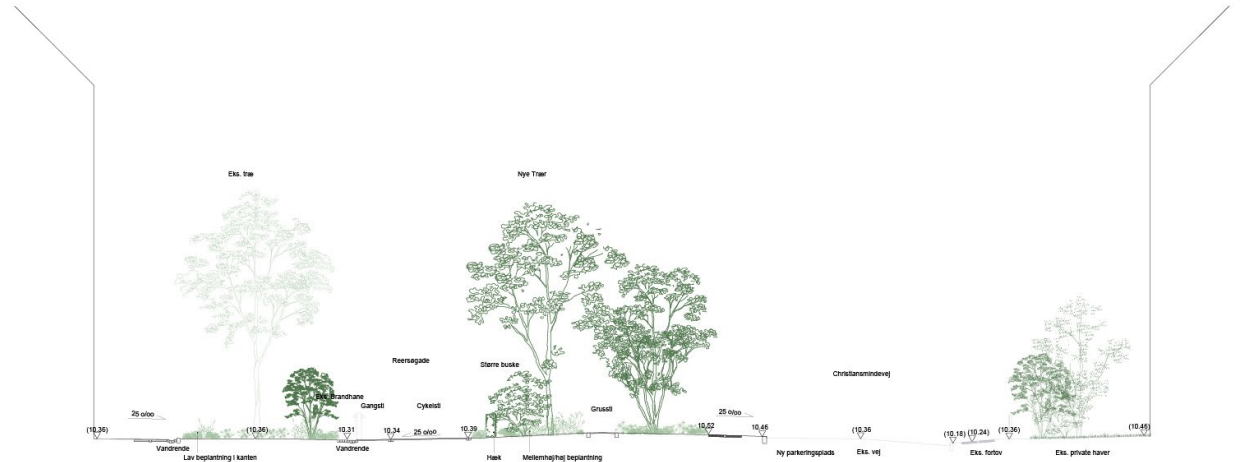 Eks. træ
Nye Træer
Reersøgade
Større buske
Christiansmindevej
Eks. Brandhane
Gangsti
Cykelsti
Grussti
25 o/oo
25 o/oo
25 o/oo
(10.36)
(10.36)
10.31
10.34
10.39
10.52
10.46
10.36
(10.18)
(10.24)
(10.36)
(10.45)
Vandrende
Vandrende
Lav beplantning i kanten
Hæk
Mellemhøj/høj beplantning
Ny parkeringsplads
Eks. vej
Eks. fortov
Eks. private haver